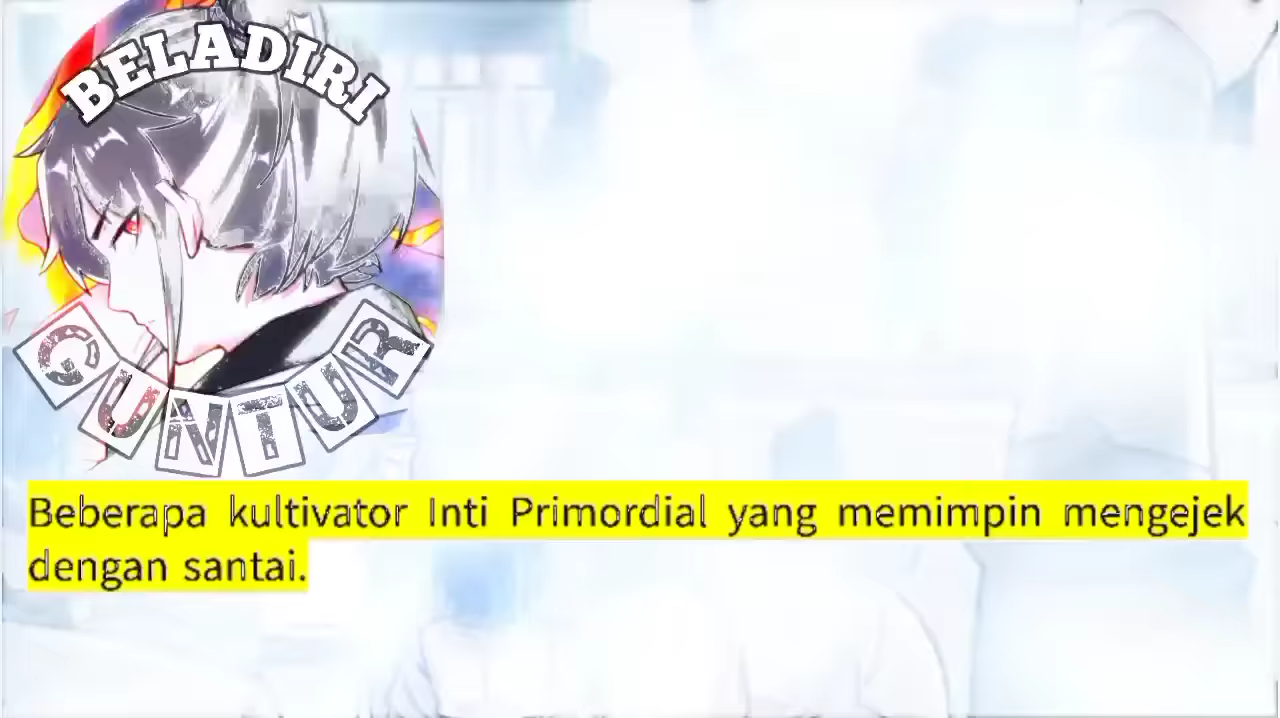 BELADIRI
GUNTUR
Beberapa kultivator Inti Primordial yang memimpin mengejek
dengan santai.